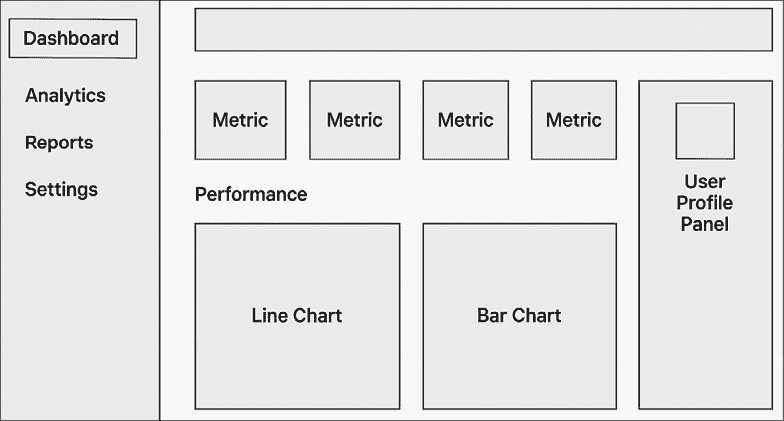 Dashboard
Analytics
Reports
Settings
Metric
Metric
Metric
Metric
Performance
Line Chart
Bar Chart
User
Profile
Panel